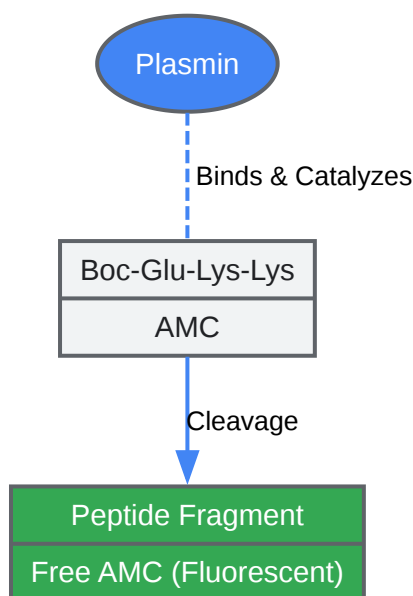 Plasmin
Binds & Catalyzes
Boc-Glu-Lys-Lys
AMC
Cleavage
Peptide Fragment
Free AMC (Fluorescent)